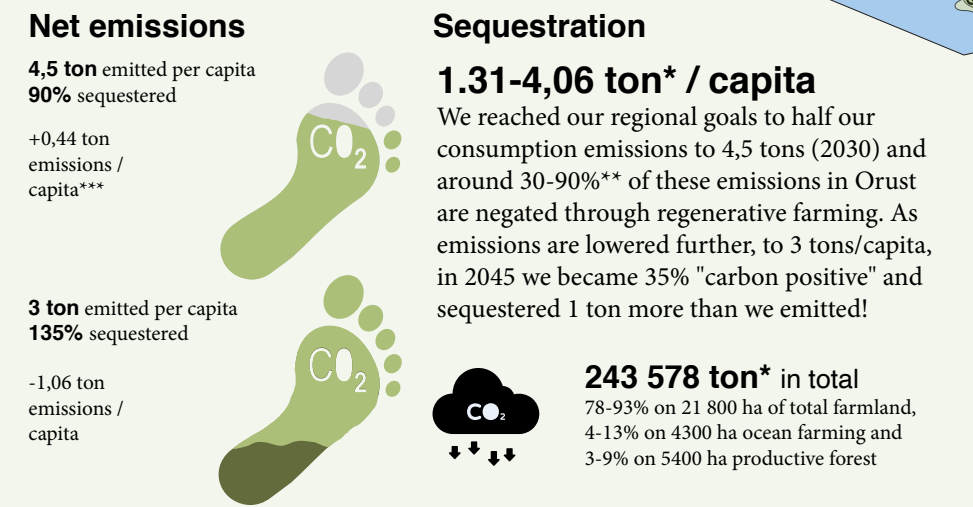 Net emissions
4,5 ton emitted per capita
90% sequestered
+0,44 ton
emissions /
capita***
CO2
3 ton emitted per capita
135% sequestered
-1,06 ton
emissions /
capita
CO2
Sequestration
1.31-4,06 ton* / capita
We reached our regional goals to half our
consumption emissions to 4,5 tons (2030) and
around 30-90%** of these emissions in Orust
are negated through regenerative farming. As
emissions are lowered further, to 3 tons/capita,
in 2045 we became 35% "carbon positive" and
sequestered 1 ton more than we emitted!
CO2
243 578 ton* in total
78-93% on 21 800 ha of total farmland,
4-13% on 4300 ha ocean farming and
3-9% on 5400 ha productive forest